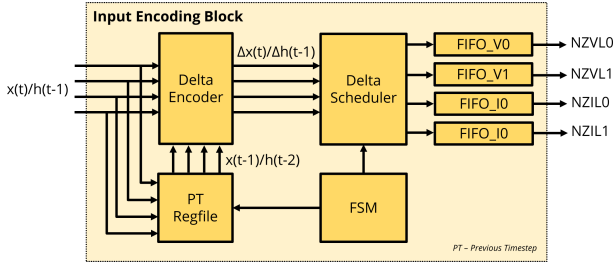 Input Encoding Block
x(t)/h(t-1)
Delta
Encoder
Δx(t)/Δh(t-1)
Delta
Scheduler
FIFO_V0
FIFO_V1
FIFO_I0
FIFO_I0
NZVL0
NZVL1
NZIL0
NZIL1
x(t-1)/h(t-2)
PT
Regfile
FSM
PT – Previous Timestep